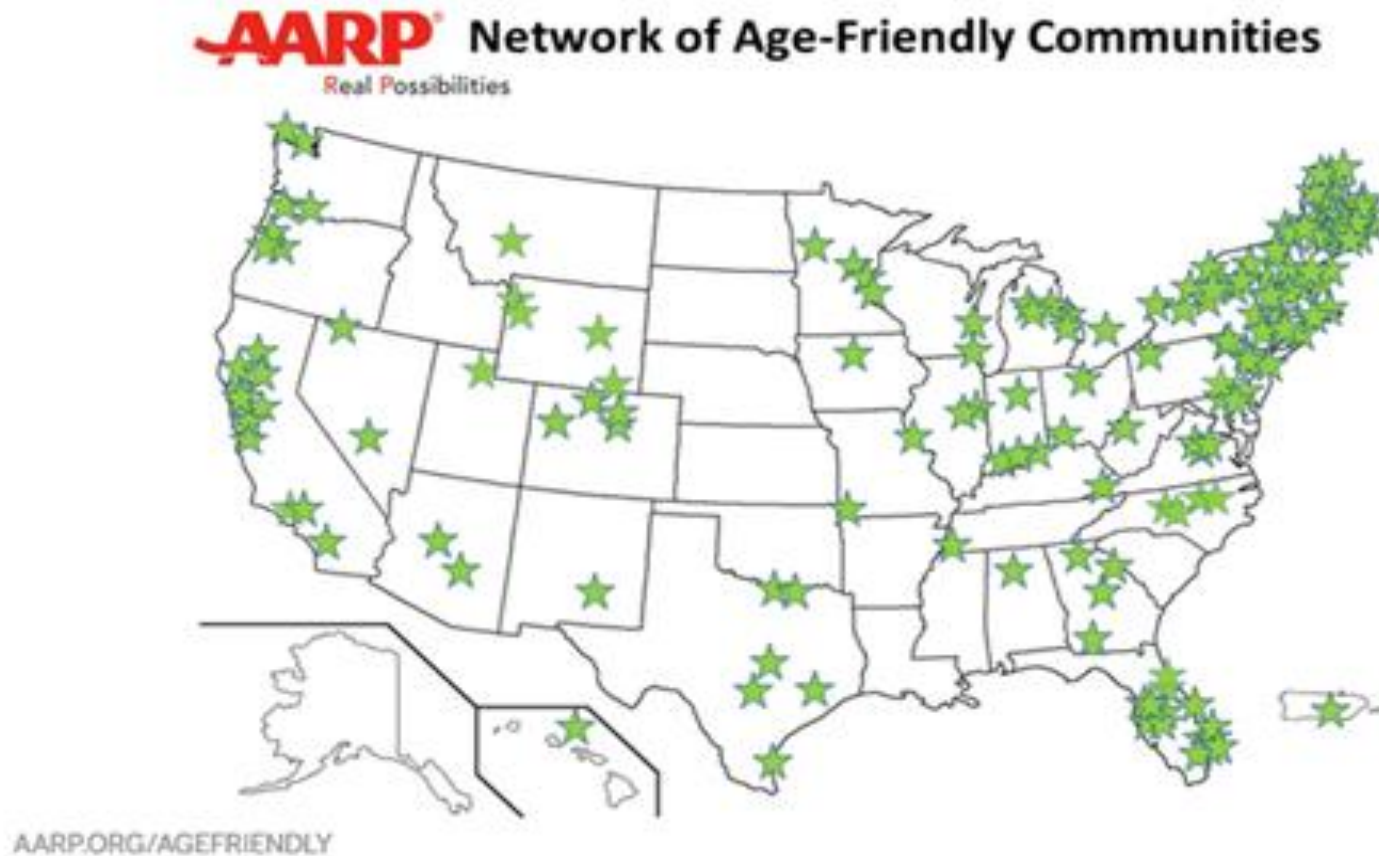 AARP® Network of Age-Friendly Communities
Real Possibilities
AARP.ORG/AGEFRIENDLY